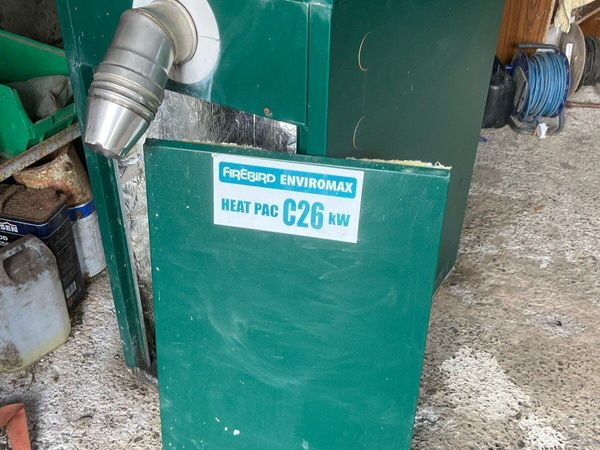 FIREBIRD ENVIROMAX
HEAT PAC C26 kW